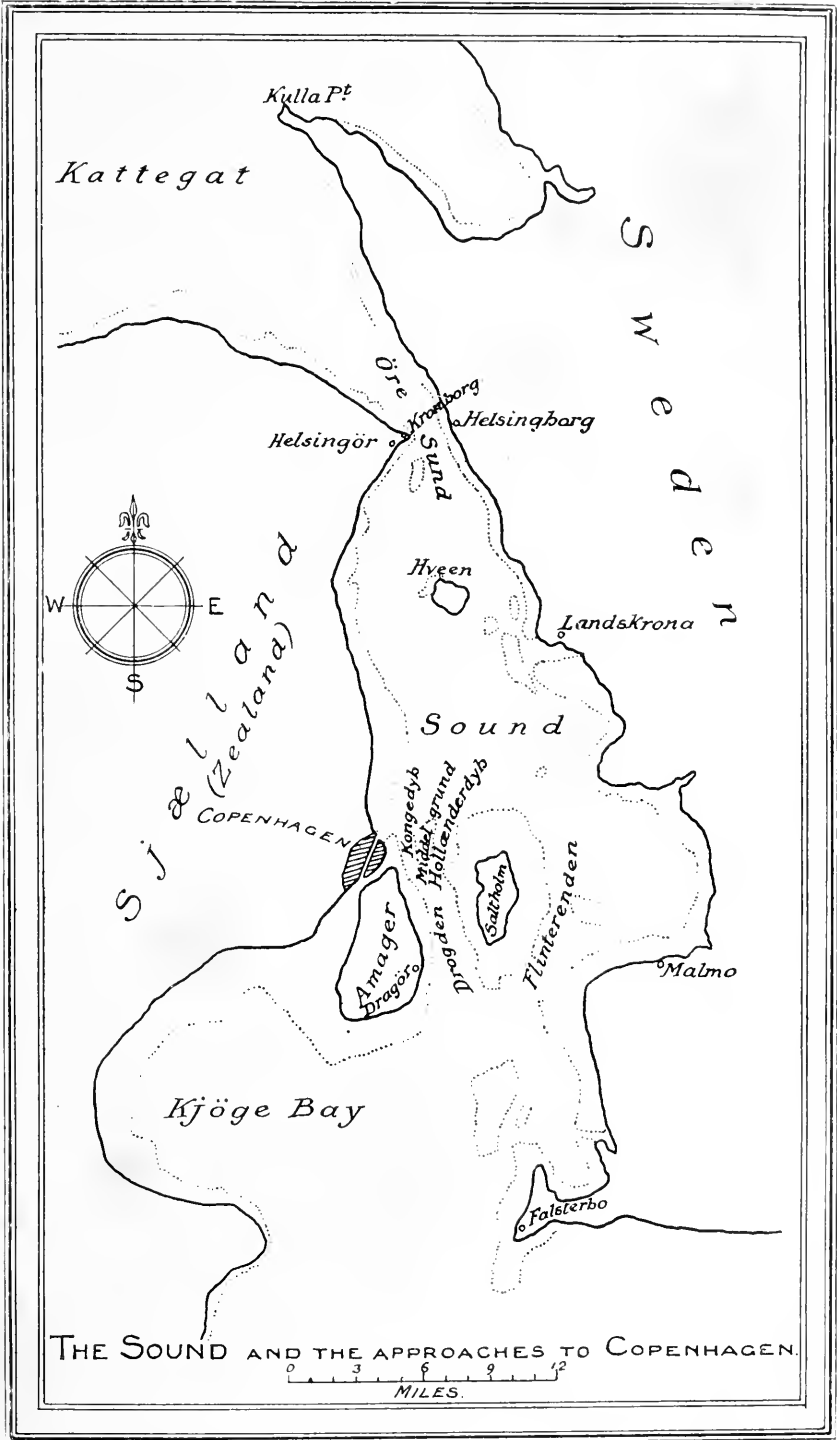 Kulla Pt.
Kattegat
Sweden
Öre Sund
Kronborg
Helsingborg
Helsingör
Hveen
W E
S
Landskrona
Sjælland
(Zealand)
Sound
COPENHAGEN
Kongedyb
Middelgrund
Hollænderdyb
Saltholm
Flinterenden
Drogden
Amager
Dragör
Malmo
Kjöge Bay
Falsterbo
THE SOUND AND THE APPROACHES TO COPENHAGEN.
0 3 6 9 12
MILES.